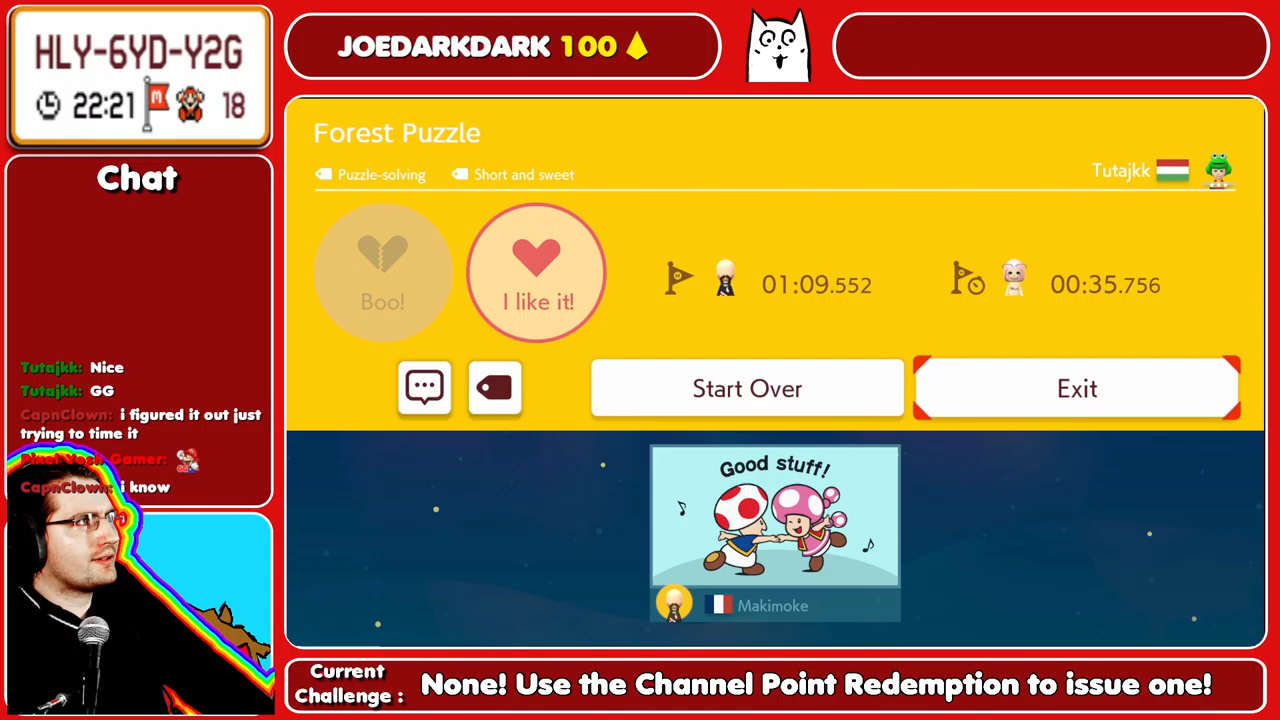 HLY-6YD-Y2G
22:21 M 18
JOEDARKDARK 100
Chat
Tutajkk: Nice
Tutajkk: GG
CapnClown: i figured it out just
trying to time it
Pixel Yosh Gamer:
CapnClown: i know
Forest Puzzle
Puzzle-solving Short and sweet
Tutajkk
Boo!
I like it!
01:09.552
00:35.756
Start Over
Exit
Good stuff!
Makimoke
Current
Challenge :
None! Use the Channel Point Redemption to issue one!